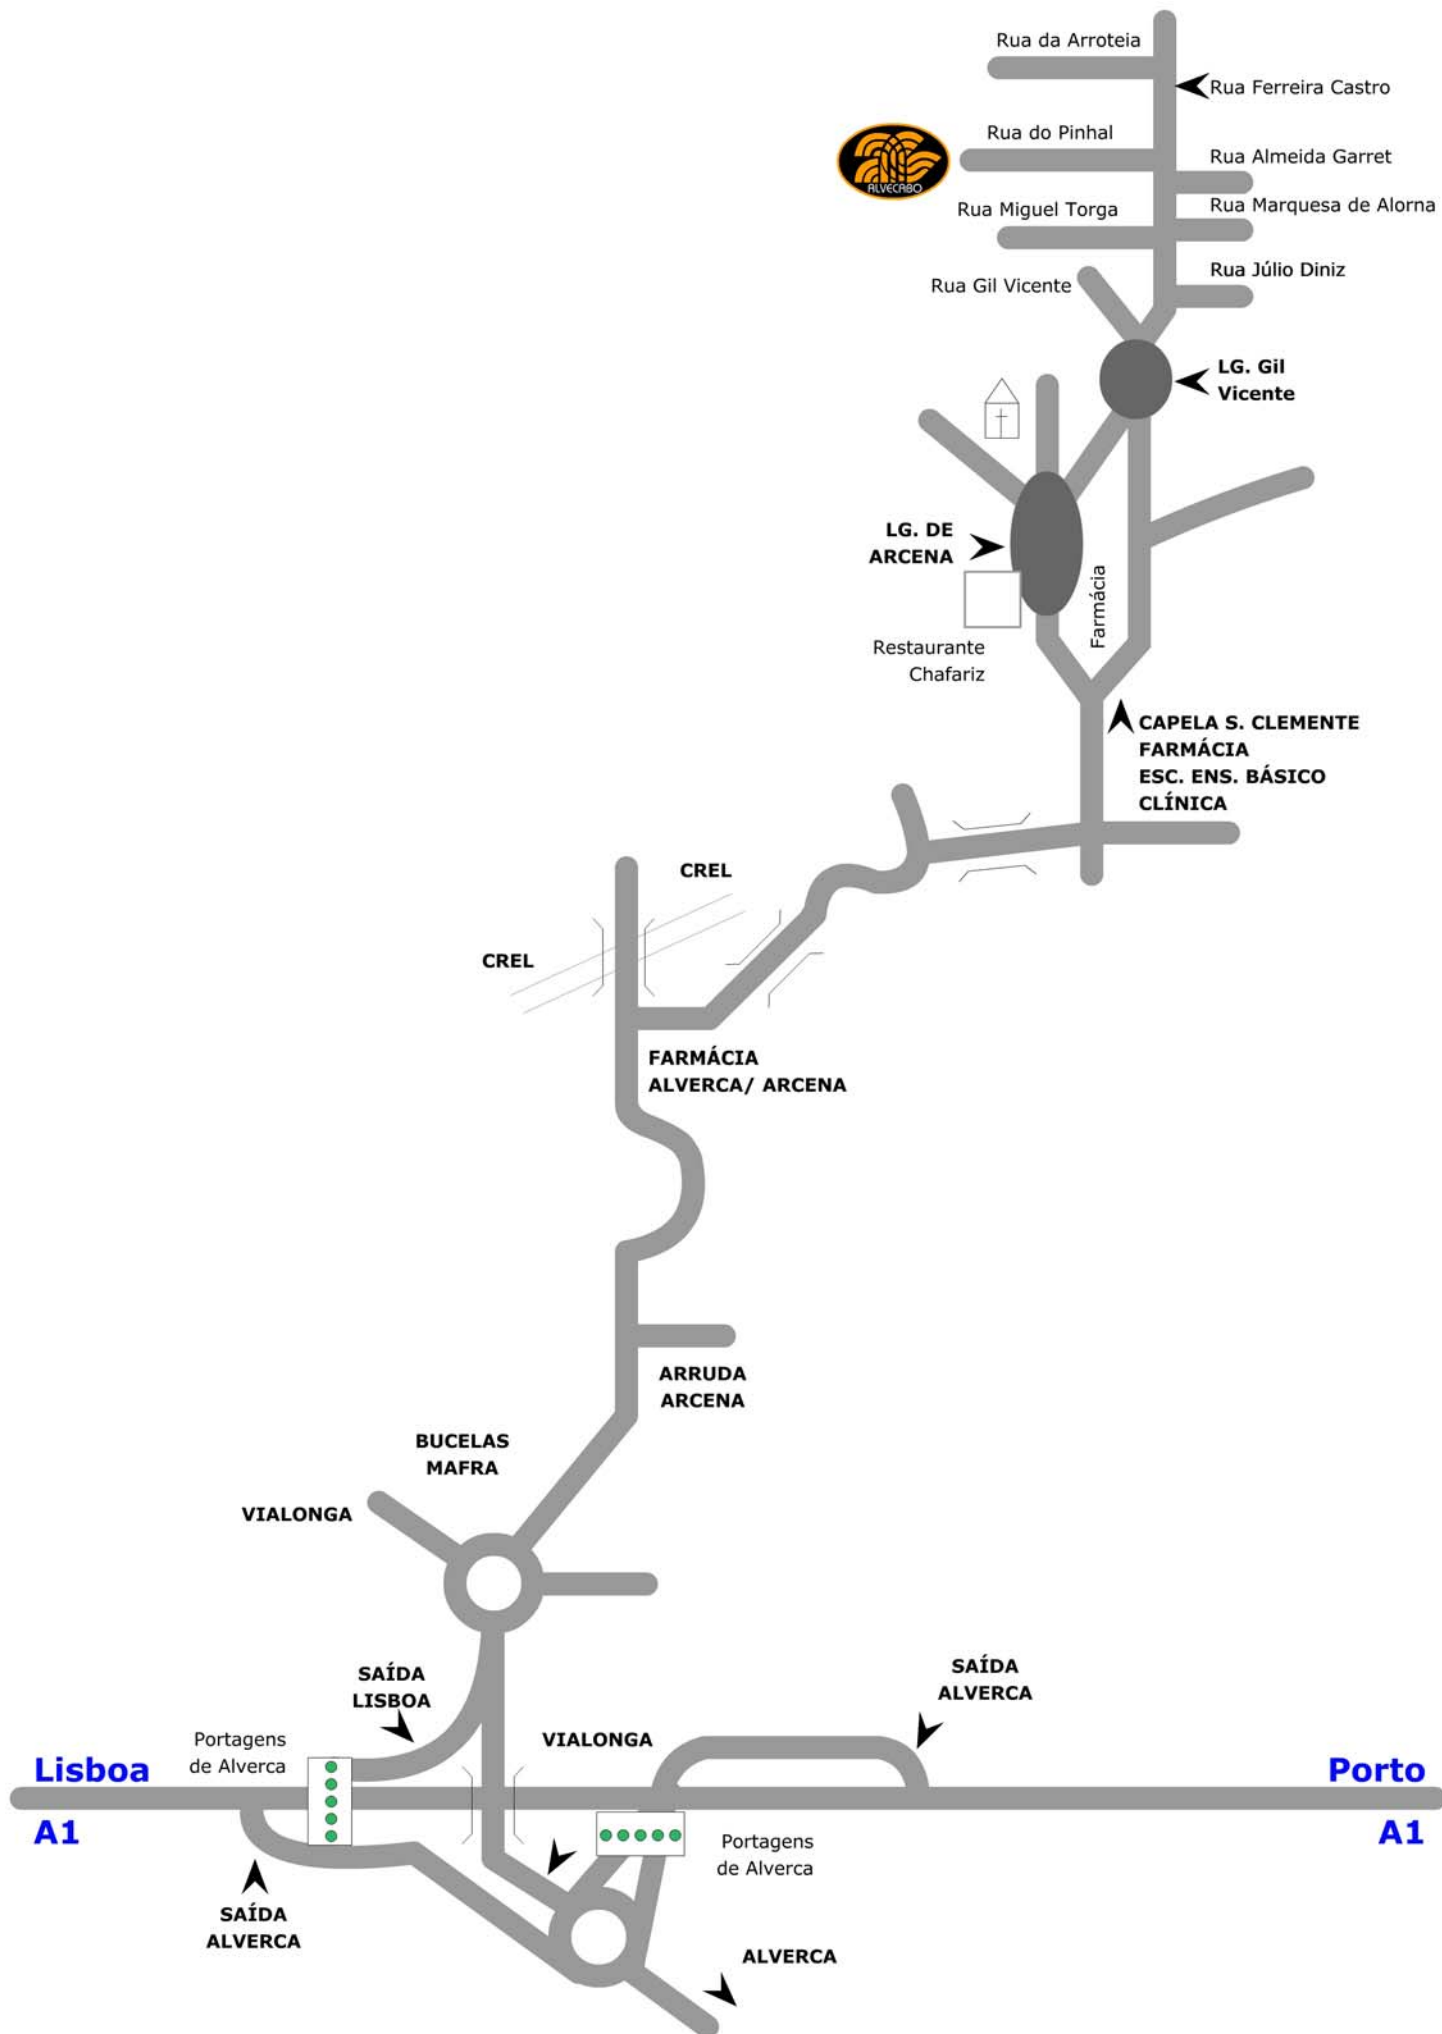 Rua da Arroteia
Rua Ferreira Castro
Rua do Pinhal
ALVECABO
Rua Almeida Garret
Rua Miguel Torga
Rua Marquesa de Alorna
Rua Gil Vicente
Rua Júlio Diniz
LG. Gil
Vicente
LG. DE
ARCENA
Farmácia
Restaurante
Chafariz
CAPELA S. CLEMENTE
FARMÁCIA
ESC. ENS. BÁSICO
CLÍNICA
CREL
CREL
FARMÁCIA
ALVERCA/ ARCENA
ARRUDA
ARCENA
BUCELAS
MAFRA
VIALONGA
SAÍDA
LISBOA
SAÍDA
ALVERCA
Portagens
de Alverca
VIALONGA
Lisboa
Porto
A1
A1
Portagens
de Alverca
SAÍDA
ALVERCA
ALVERCA